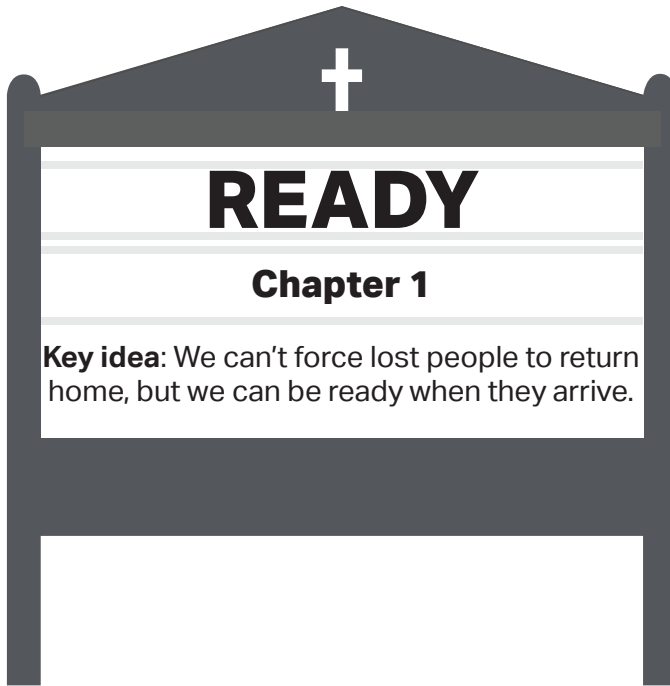 READY
Chapter 1
Key idea: We can't force lost people to return
home, but we can be ready when they arrive.